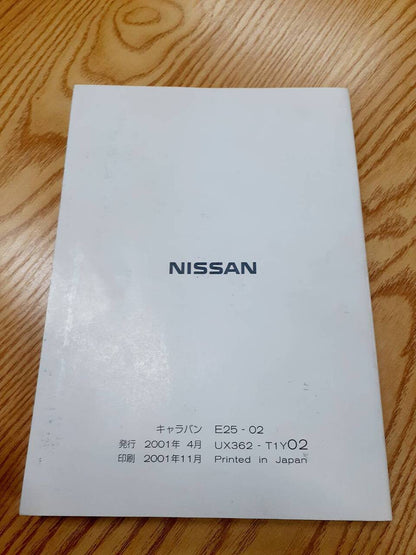 NISSAN
キャラバン E25 - 02
発行 2001年 4月 UX362 - T1Y02
印刷 2001年11月 Printed in Japan